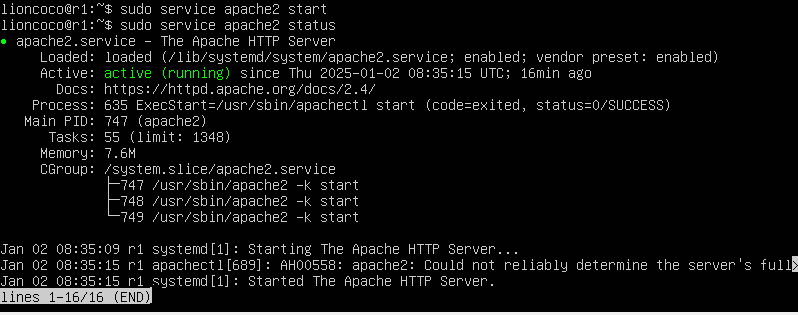 lioncoco@r1:~$ sudo service apache2 start
lioncoco@r1:~$ sudo service apache2 status
● apache2.service – The Apache HTTP Server
     Loaded: loaded (/lib/systemd/system/apache2.service; enabled; vendor preset: enabled)
     Active: active (running) since Thu 2025-01-02 08:35:15 UTC; 16min ago
       Docs: https://httpd.apache.org/docs/2.4/
    Process: 635 ExecStart=/usr/sbin/apachectl start (code=exited, status=0/SUCCESS)
   Main PID: 747 (apache2)
      Tasks: 55 (limit: 1348)
     Memory: 7.6M
     CGroup: /system.slice/apache2.service
             ├─747 /usr/sbin/apache2 -k start
             ├─748 /usr/sbin/apache2 -k start
             └─749 /usr/sbin/apache2 -k start
Jan 02 08:35:09 r1 systemd[1]: Starting The Apache HTTP Server...
Jan 02 08:35:15 r1 apachectl[689]: AH00558: apache2: Could not reliably determine the server's full>
Jan 02 08:35:15 r1 systemd[1]: Started The Apache HTTP Server.
lines 1-16/16 (END)